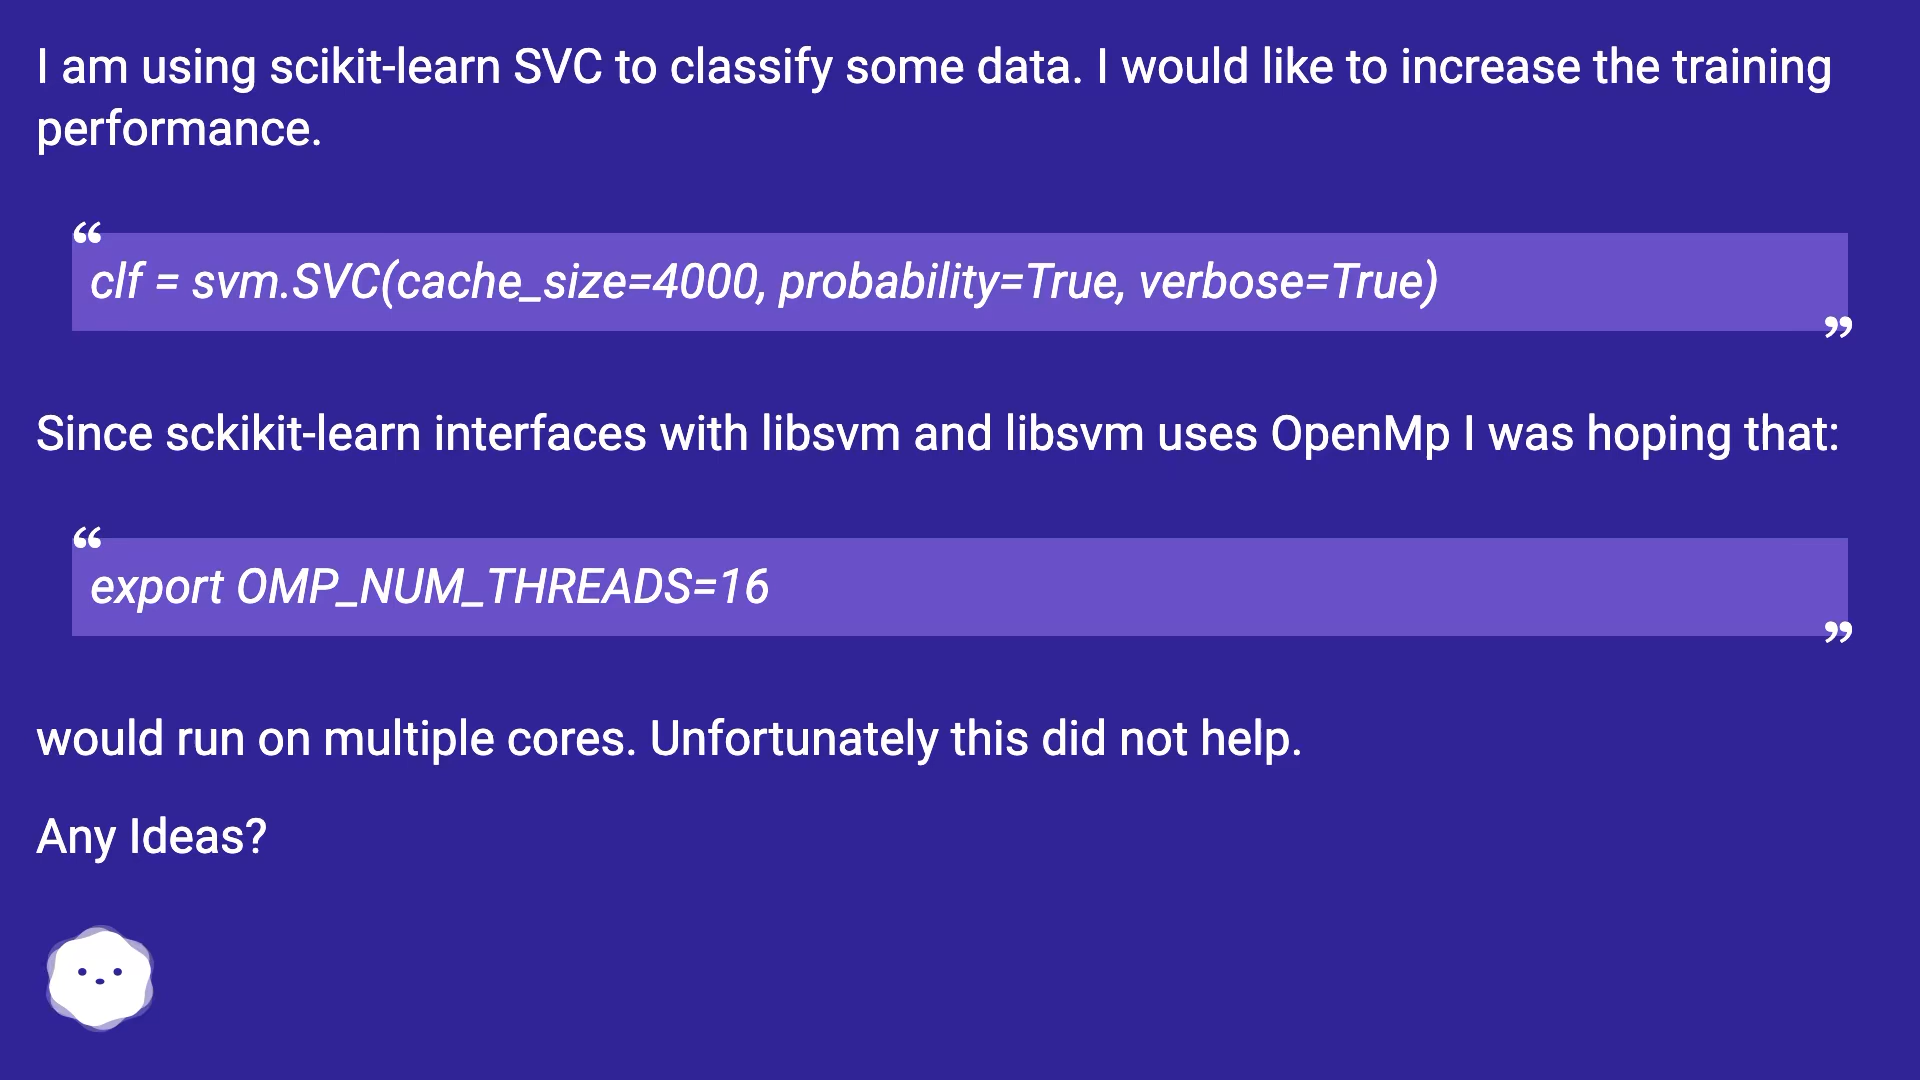 I am using scikit-learn SVC to classify some data. I would like to increase the training
performance.
“
clf = svm.SVC(cache_size=4000, probability=True, verbose=True)
”
Since sckikit-learn interfaces with libsvm and libsvm uses OpenMp I was hoping that:
“
export OMP_NUM_THREADS=16
”
would run on multiple cores. Unfortunately this did not help.
Any Ideas?